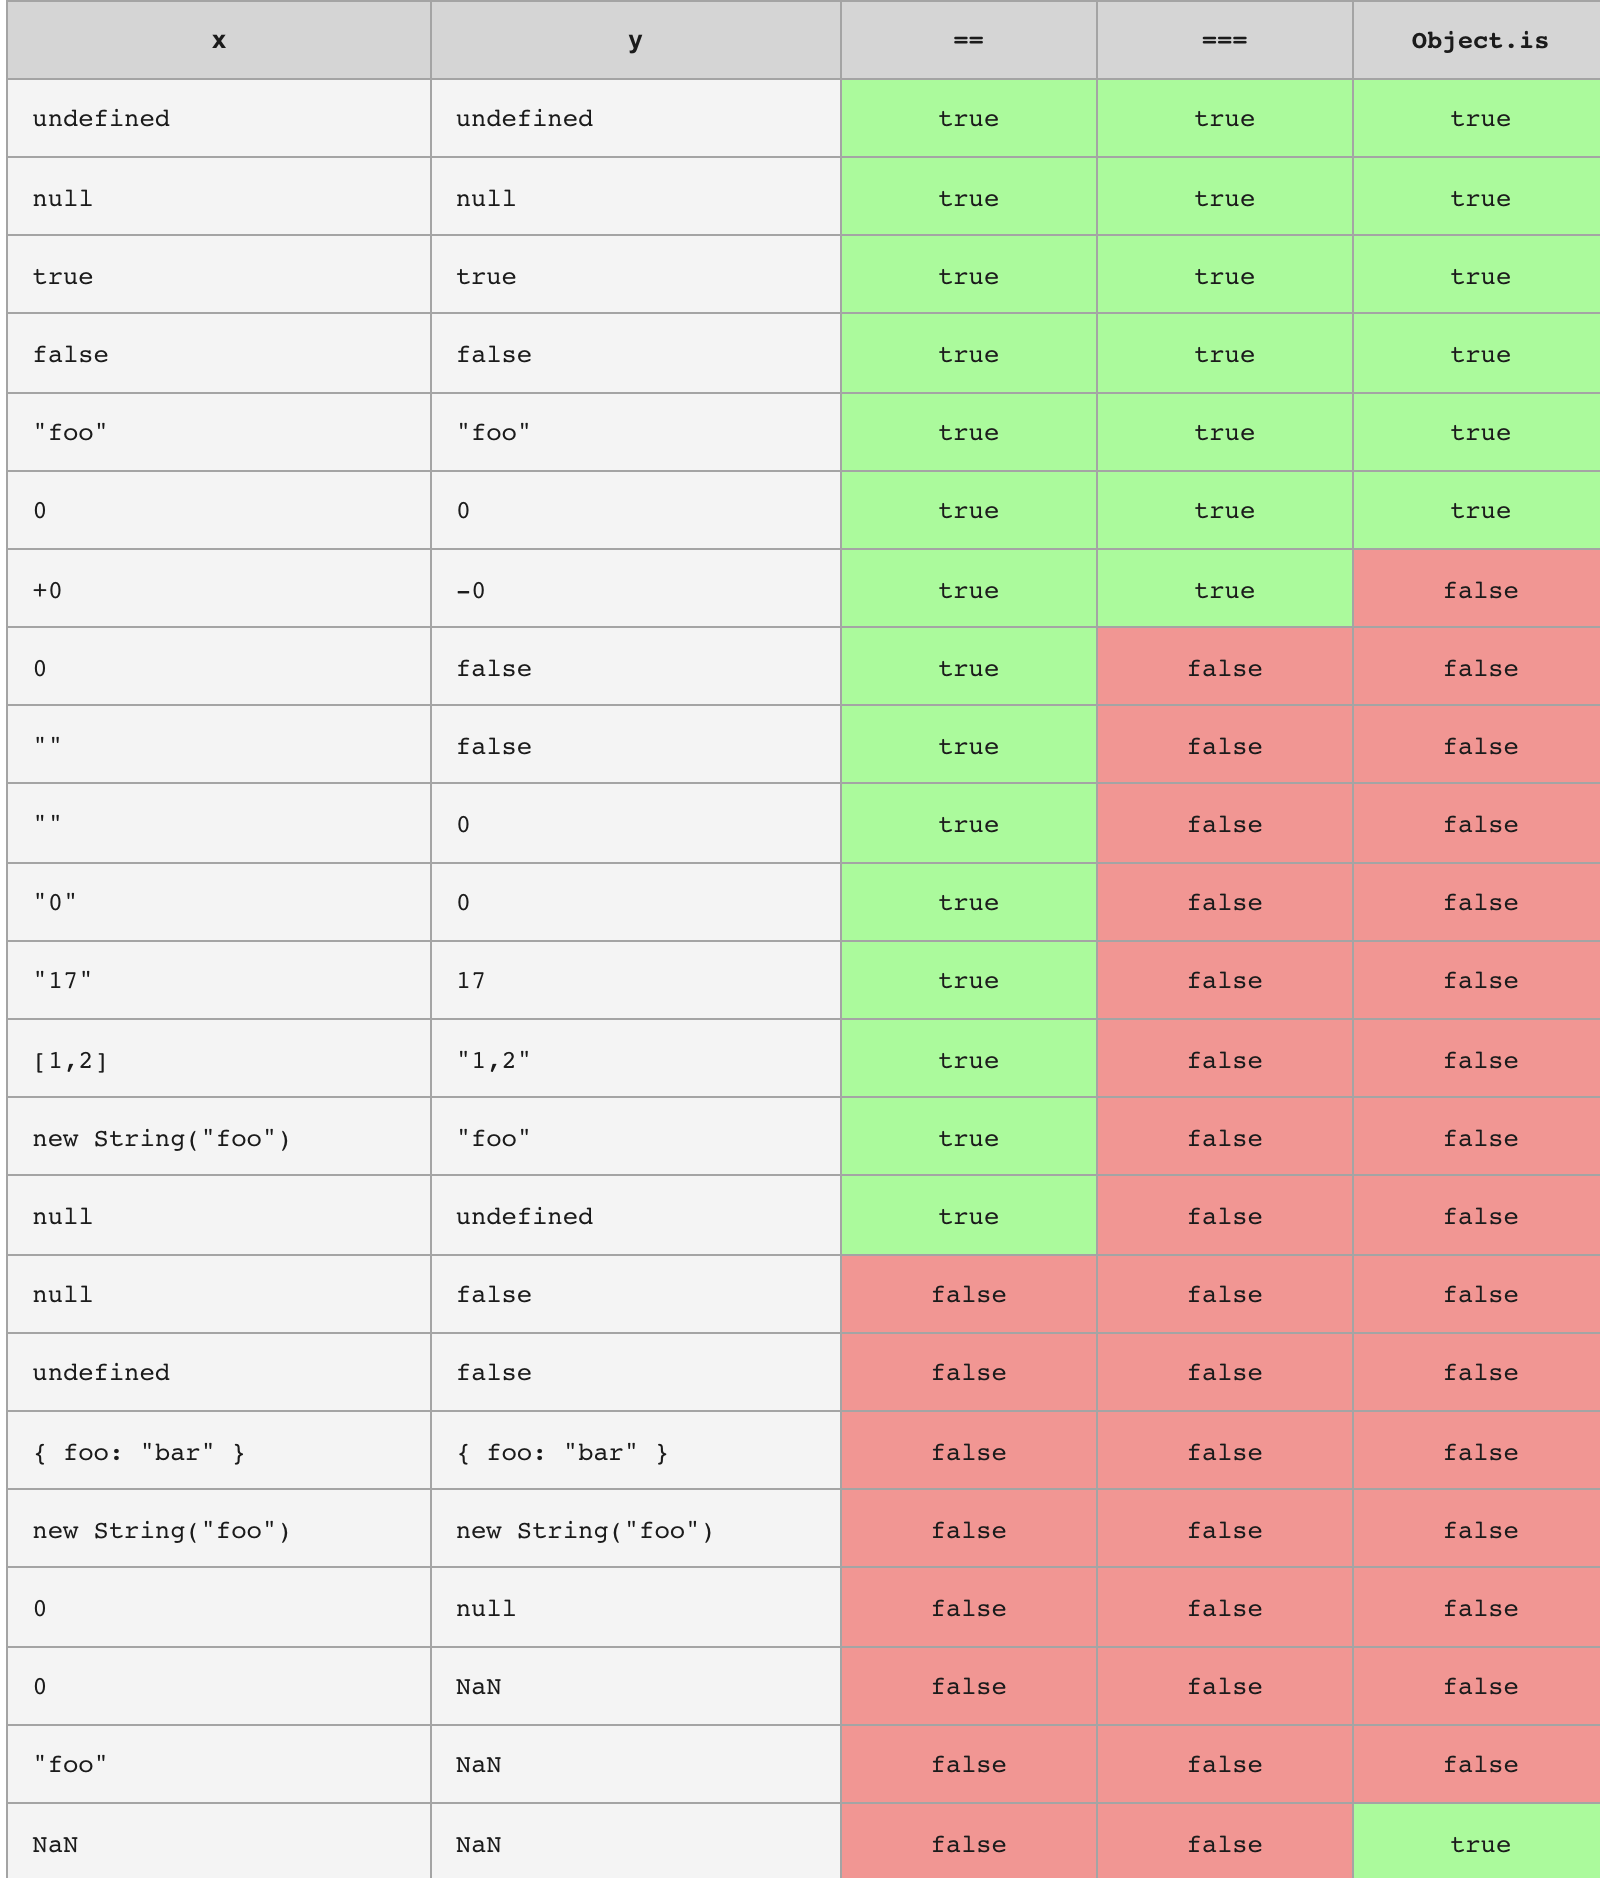 x y == === Object.is
undefined undefined true true true
null null true true true
true true true true true
false false true true true
"foo" "foo" true true true
0 0 true true true
+0 -0 true true false
0 false true false false
"" false true false false
"" 0 true false false
"0" 0 true false false
"17" 17 true false false
[1,2] "1,2" true false false
new String("foo") "foo" true false false
null undefined true false false
null false false false false
undefined false false false false
{ foo: "bar" } { foo: "bar" } false false false
new String("foo") new String("foo") false false false
0 null false false false
0 NaN false false false
"foo" NaN false false false
NaN NaN false false true